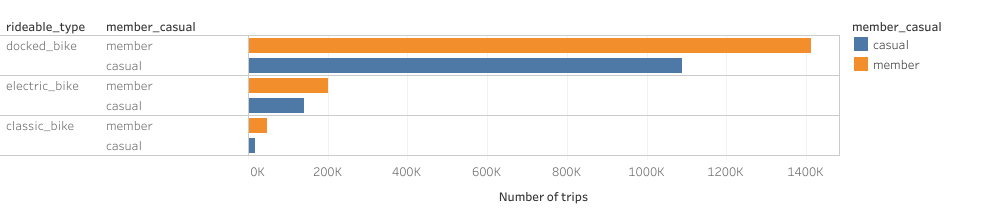 rideable_type member_casual
docked_bike member
casual
electric_bike member
casual
classic_bike member
casual
0K 200K 400K 600K 800K 1000K 1200K 1400K
Number of trips
member_casual
casual
member